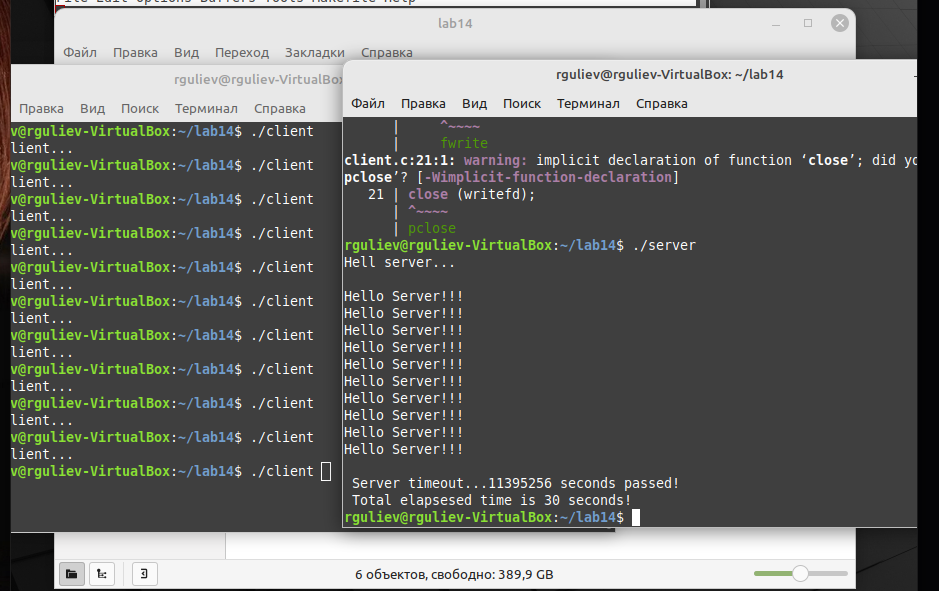 File Edit Options Buffers Tools Makefile Help
lab14
Файл Правка Вид Переход Закладки Справка
rguliev@rguliev-VirtualBox
Правка Вид Поиск Терминал Справка
v@rguliev-VirtualBox:~/lab14$ ./client
lient...
v@rguliev-VirtualBox:~/lab14$ ./client
lient...
v@rguliev-VirtualBox:~/lab14$ ./client
lient...
v@rguliev-VirtualBox:~/lab14$ ./client
lient...
v@rguliev-VirtualBox:~/lab14$ ./client
lient...
v@rguliev-VirtualBox:~/lab14$ ./client
lient...
v@rguliev-VirtualBox:~/lab14$ ./client
lient...
v@rguliev-VirtualBox:~/lab14$ ./client
lient...
v@rguliev-VirtualBox:~/lab14$ ./client
lient...
v@rguliev-VirtualBox:~/lab14$ ./client
lient...
v@rguliev-VirtualBox:~/lab14$ ./client
rguliev@rguliev-VirtualBox: ~/lab14
Файл Правка Вид Поиск Терминал Справка
| ^~~~~
| fwrite
client.c:21:1: warning: implicit declaration of function ‘close’; did yo
pclose’? [-Wimplicit-function-declaration]
21 | close (writefd);
| ^~~~~
| pclose
rguliev@rguliev-VirtualBox:~/lab14$ ./server
Hell server...
Hello Server!!!
Hello Server!!!
Hello Server!!!
Hello Server!!!
Hello Server!!!
Hello Server!!!
Hello Server!!!
Hello Server!!!
Hello Server!!!
Hello Server!!!
Server timeout...11395256 seconds passed!
Total elapsesed time is 30 seconds!
rguliev@rguliev-VirtualBox:~/lab14$
6 объектов, свободно: 389,9 GB